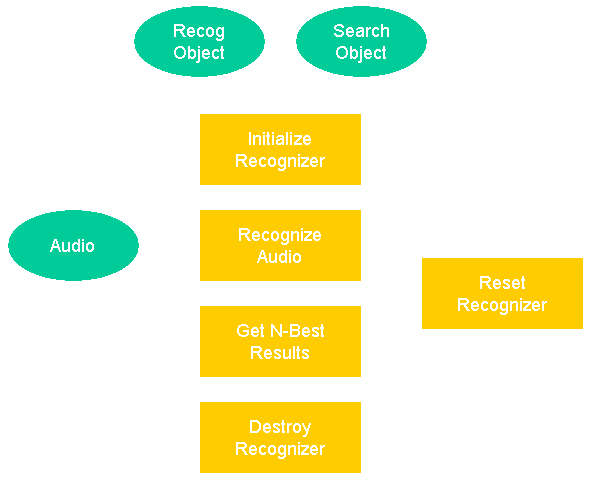 Recog
Object
Search
Object
Initialize
Recognizer
Audio
Recognize
Audio
Reset
Recognizer
Get N-Best
Results
Destroy
Recognizer